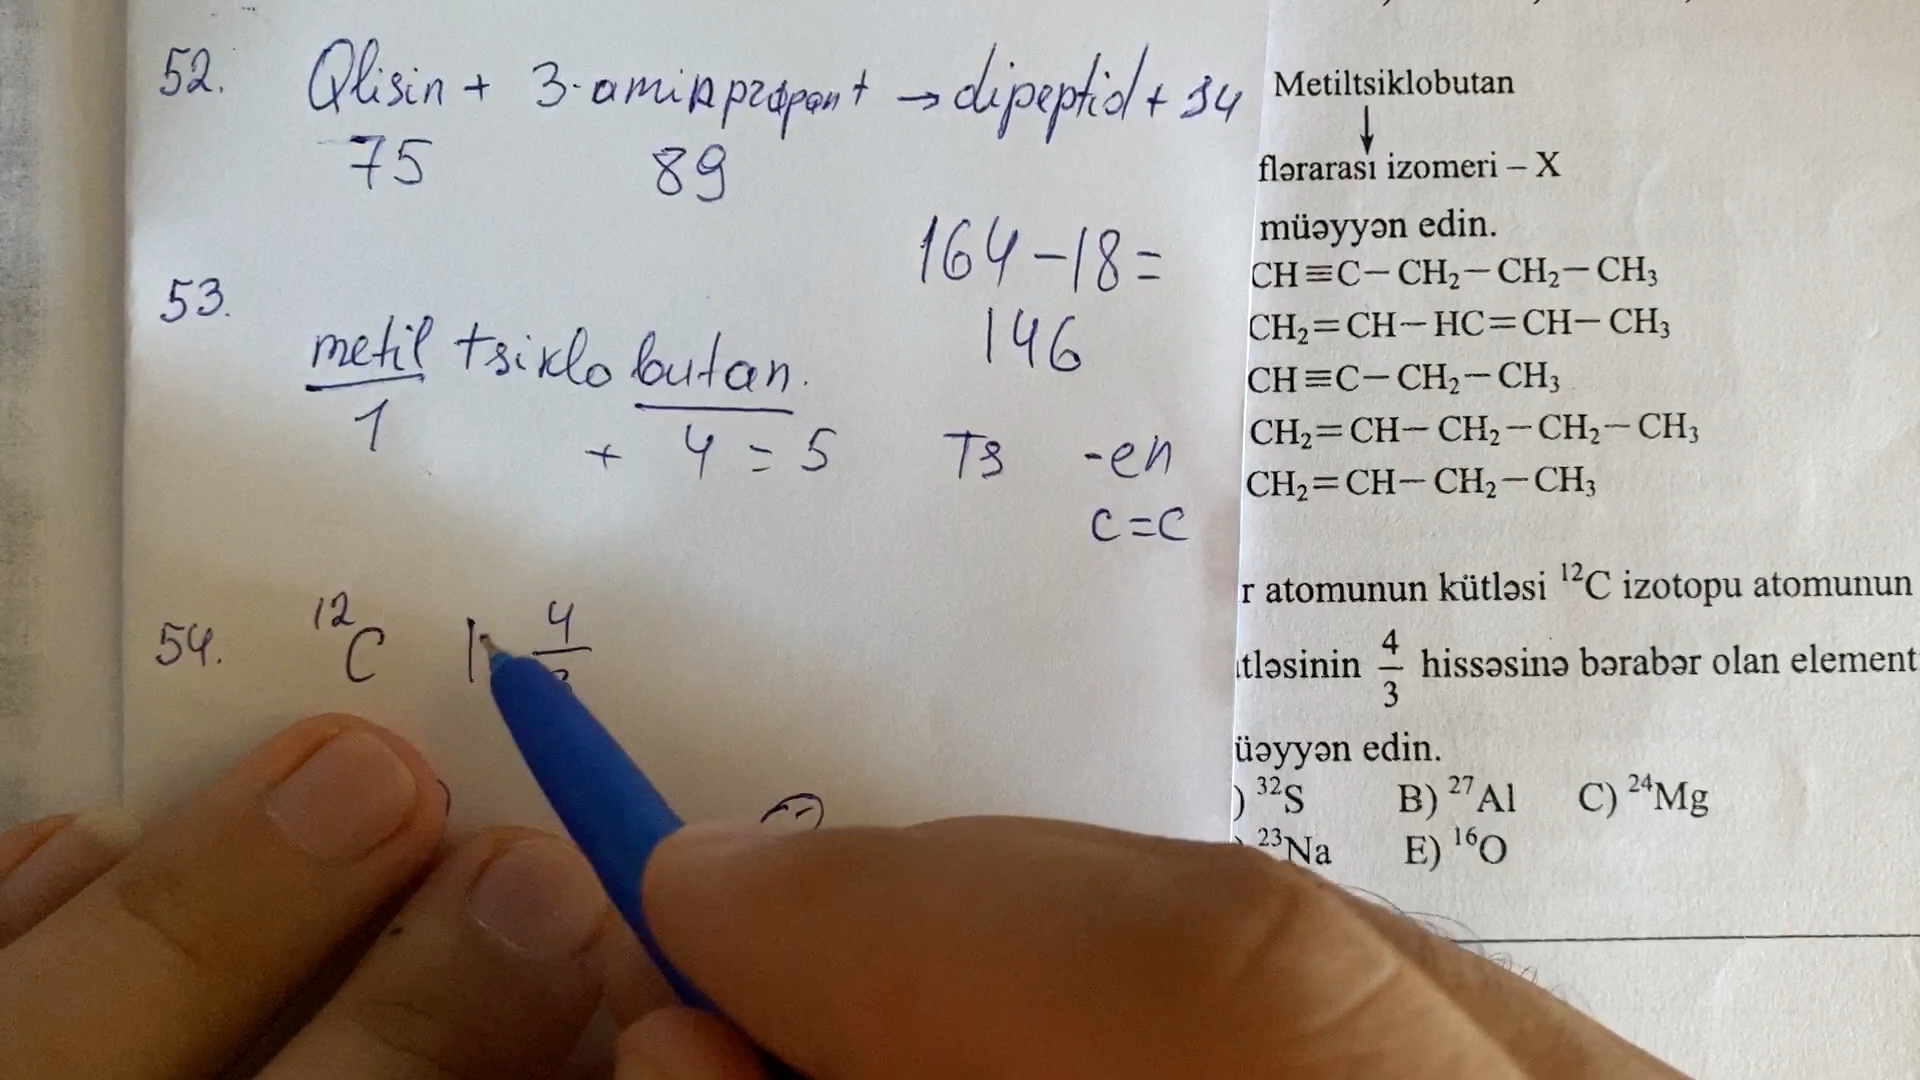 52. Qlisin + 3-aminpropant → dipeptid +
75 89
164-18=
146
53.
metil tsiklo butan.
1 + 4 = 5
Ts -en
C=C
54. ¹²C 4
Metiltsiklobutan
↓
flərarası izomeri – X
müəyyən edin.
CH≡C−CH₂−CH₂−CH₃
CH₂=CH−HC=CH−CH₃
CH≡C−CH₂−CH₃
CH₂=CH−CH₂−CH₂−CH₃
CH₂=CH−CH₂−CH₃
r atomunun kütləsi ¹²C izotopu atomunun
tləsinin 4/3 hissəsinə bərabər olan element
üəyyən edin.
) ³²S B) ²⁷Al C) ²⁴Mg
²³Na E) ¹⁶O